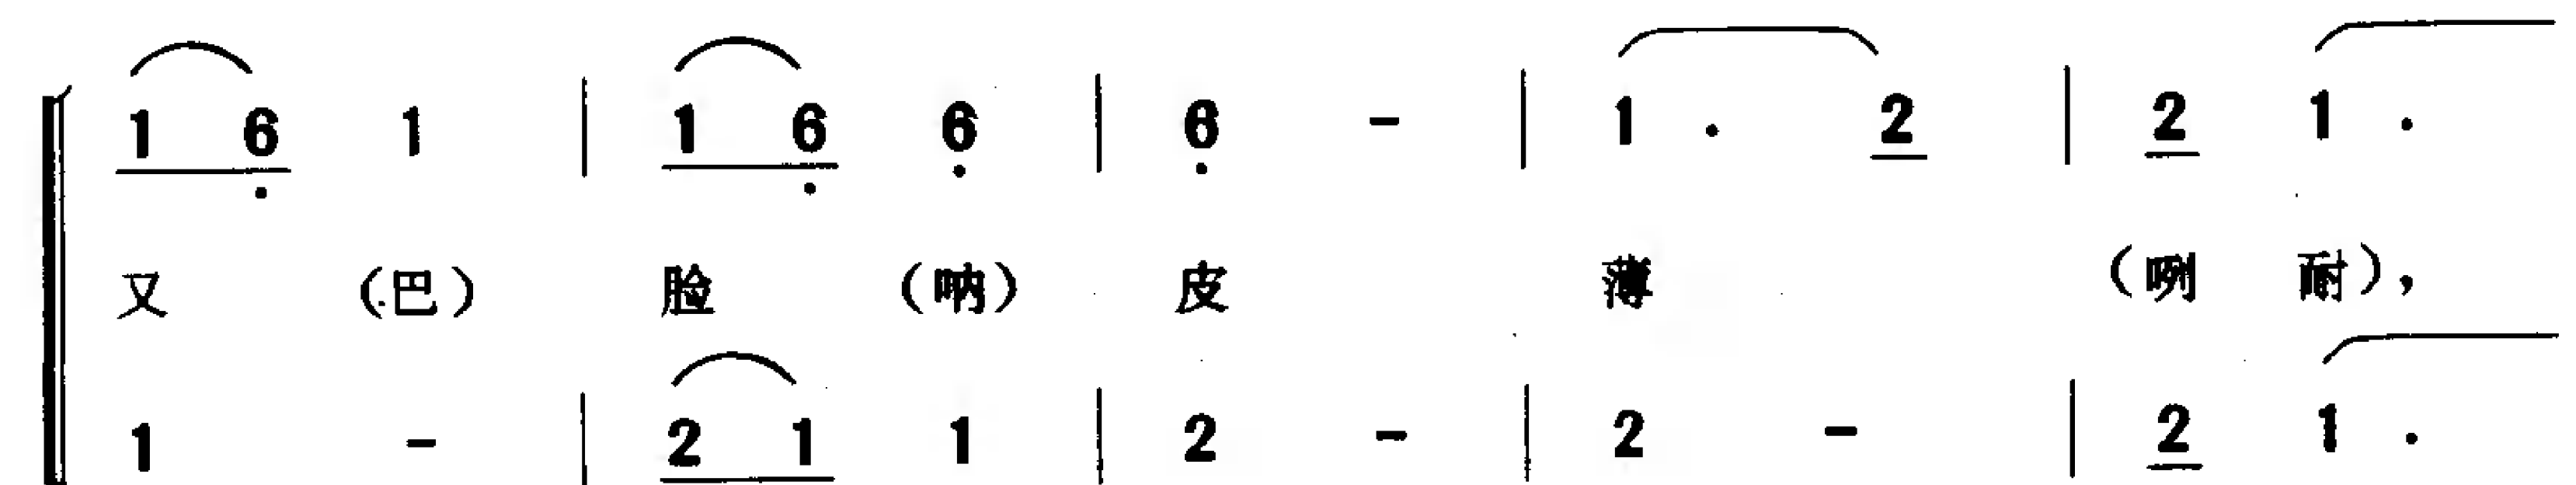 1 6̣ 1 | 1 6̣ 6̣ | 6̣ - | 1 . 2 | 2 1 .
又 （巴） 脸 （呐） 皮 薄 （咧 耐），
1 - | 2 1 1 | 2 - | 2 - | 2 1 .